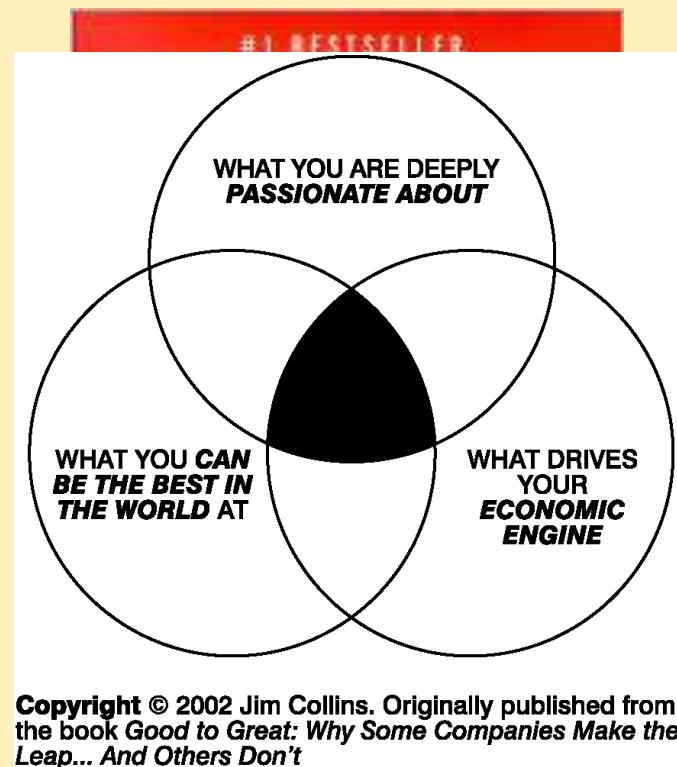 #1 BESTSELLER
WHAT YOU ARE DEEPLY
PASSIONATE ABOUT
WHAT YOU CAN
BE THE BEST IN
THE WORLD AT
WHAT DRIVES
YOUR
ECONOMIC
ENGINE
Copyright © 2002 Jim Collins. Originally published from
the book Good to Great: Why Some Companies Make the
Leap... And Others Don't